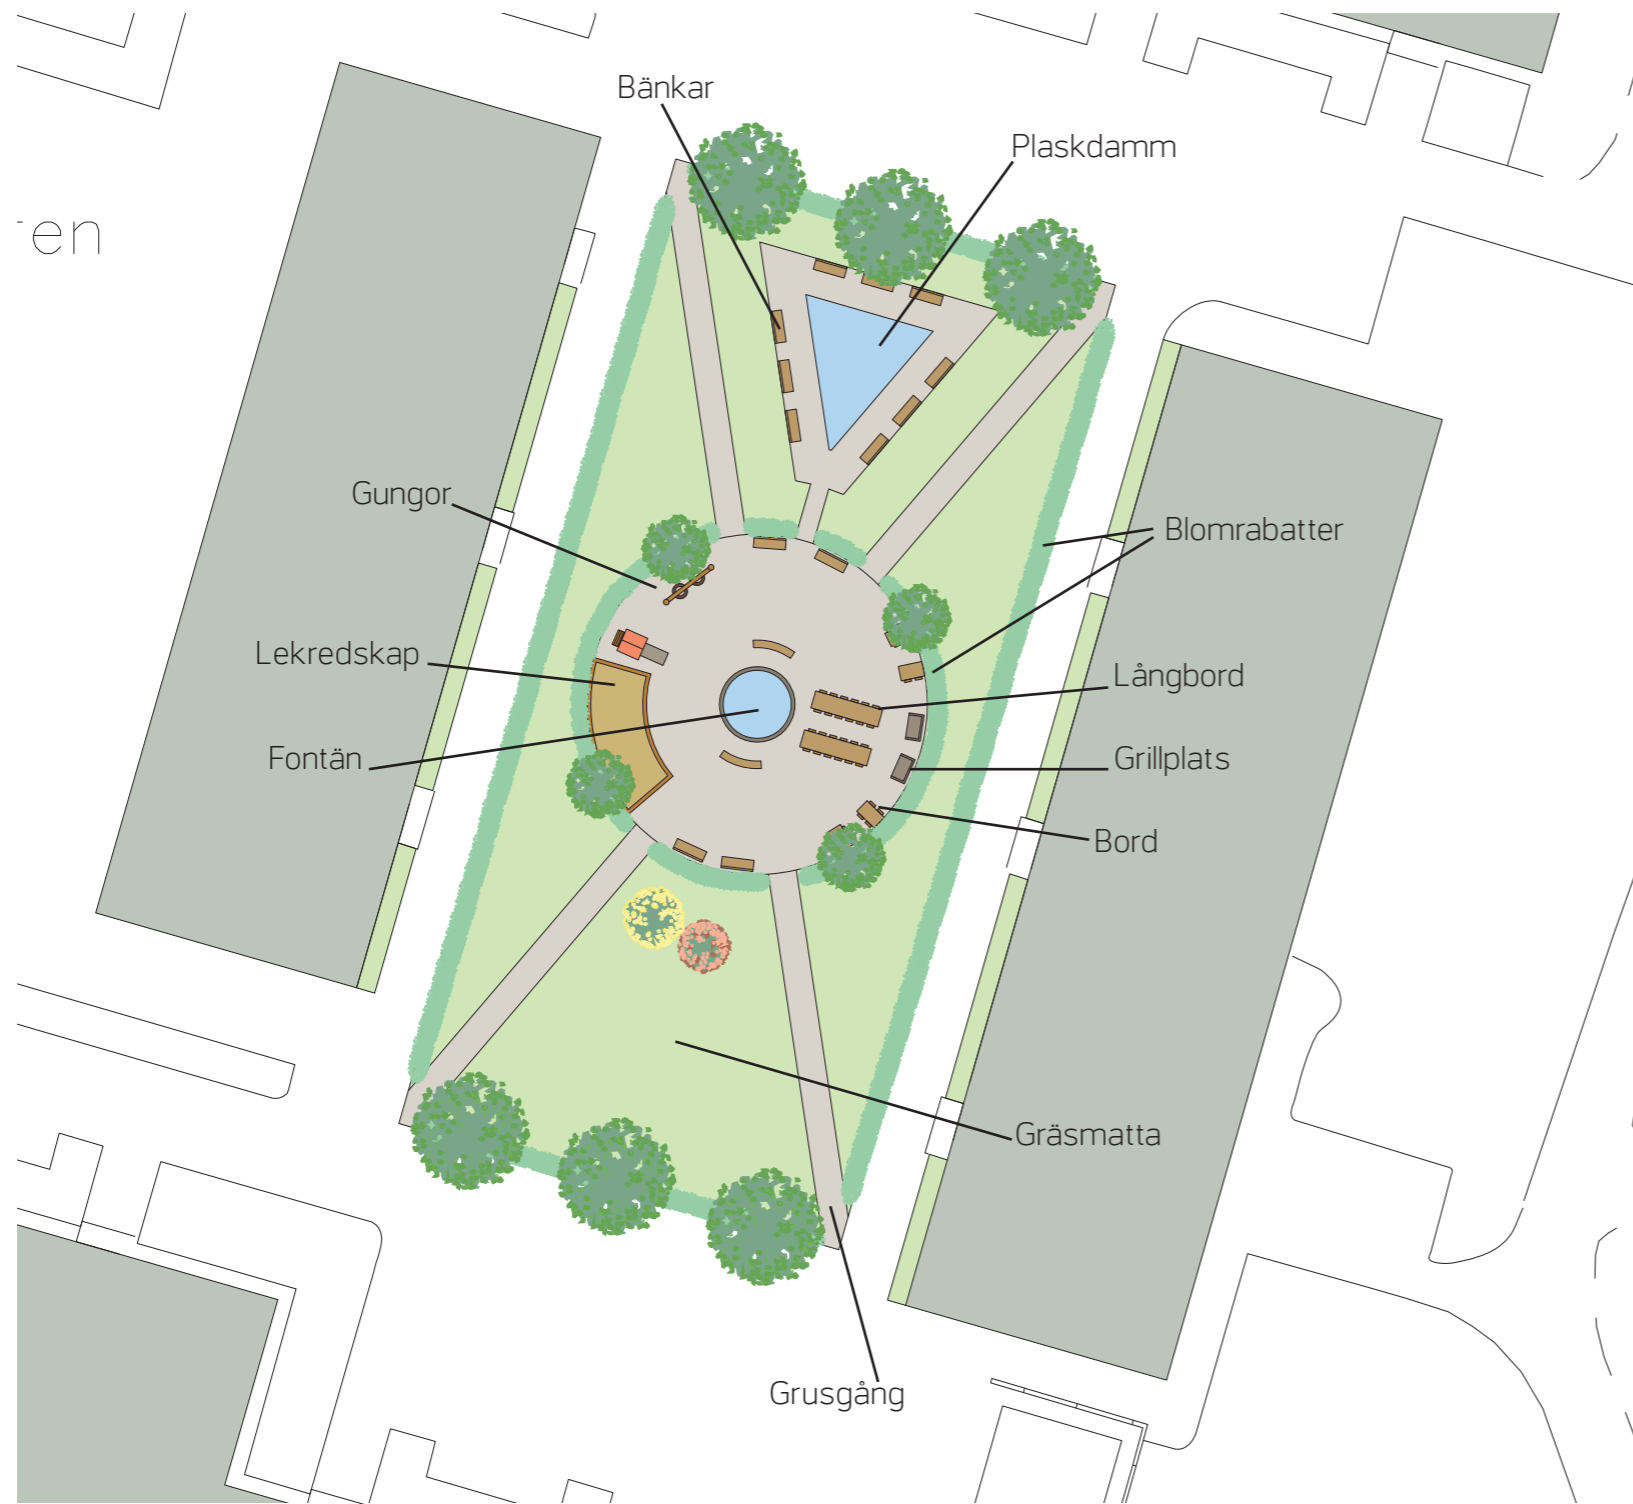 Bänkar
Plaskdamm
en
Gungor
Blomrabatter
Lekredskap
Långbord
Fontän
Grillplats
Bord
Gräsmatta
Grusgång